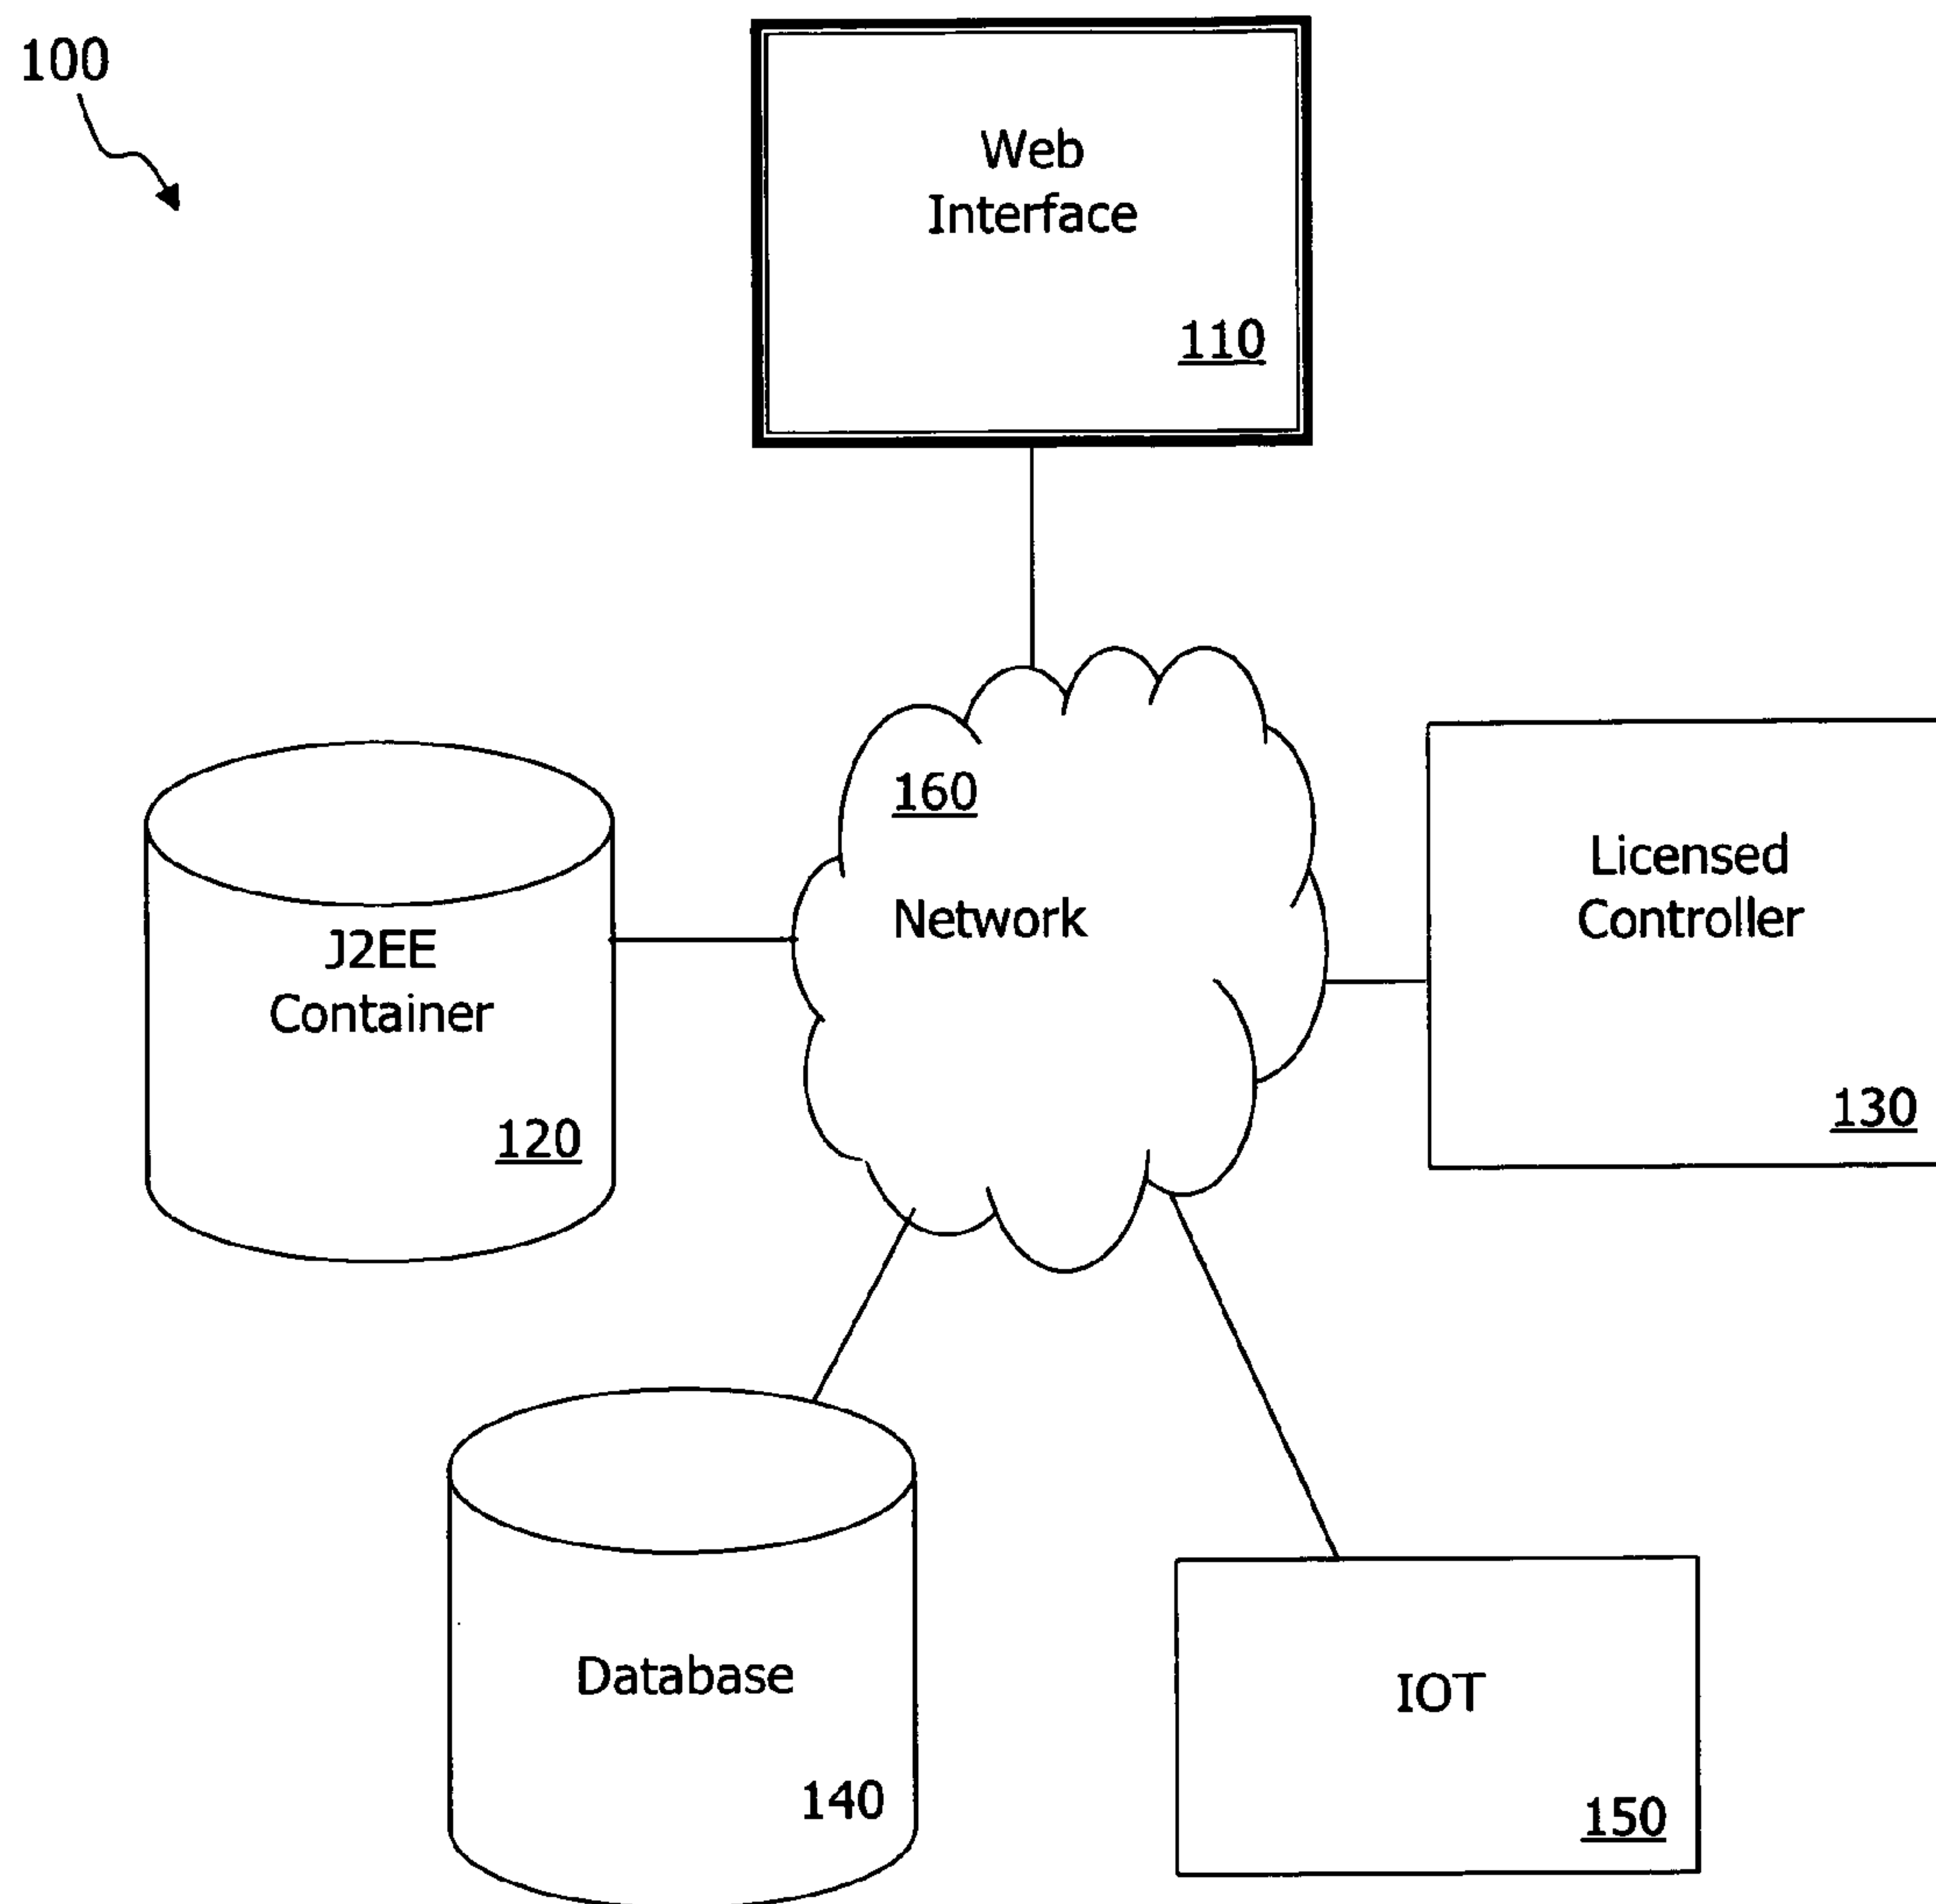 100
Web
Interface
110
160
Network
J2EE
Container
120
Licensed
Controller
130
Database
140
IOT
150